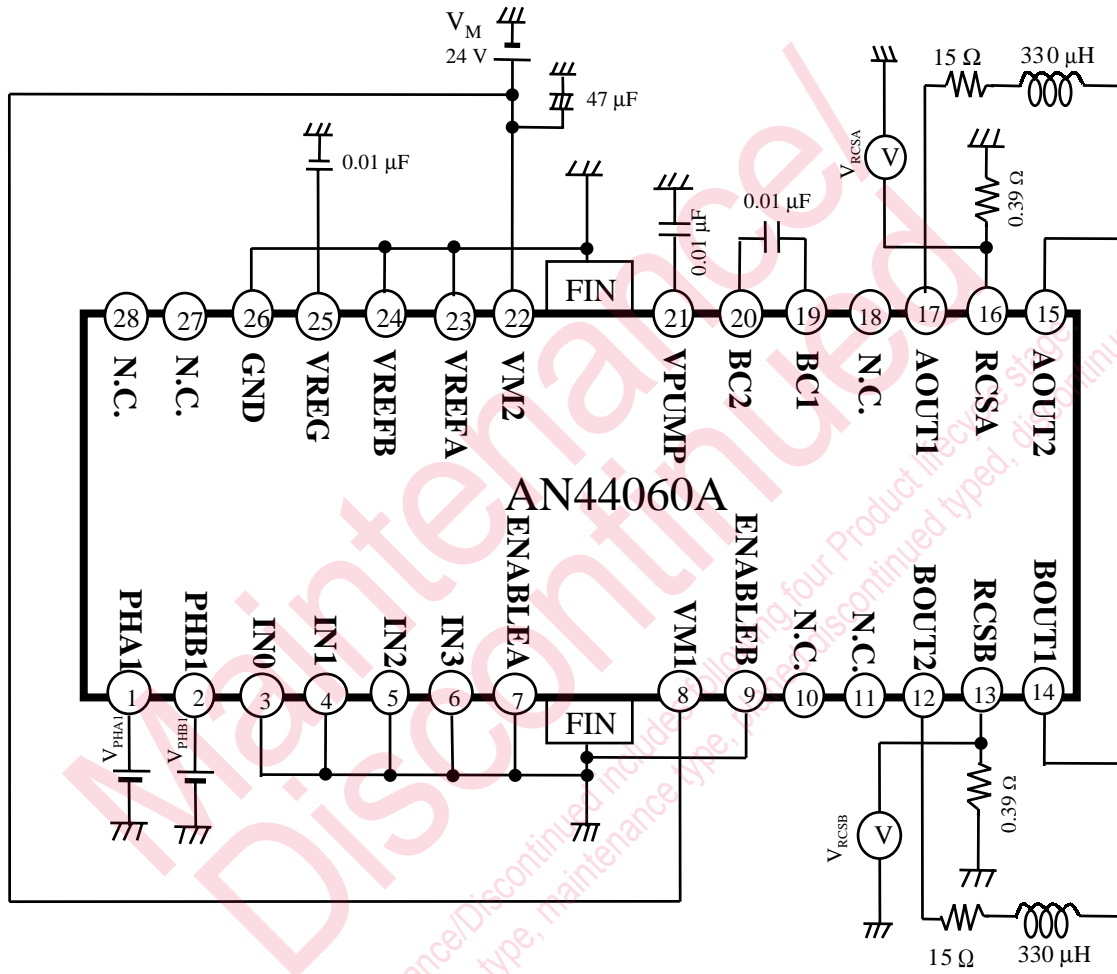 V_M
24 V
47 μF
0.01 μF
15 Ω
330 μH
V_RCSA
V
0.39 Ω
0.01 μF
0.01 μF
FIN
28
27
26
25
24
23
22
21
20
19
18
17
16
15
N.C.
N.C.
GND
VREG
VREFB
VREFA
VM2
VPUMP
BC2
BC1
N.C.
AOUT1
RCSA
AOUT2
AN44060A
PHA1
PHB1
IN0
IN1
IN2
IN3
ENABLEA
VM1
ENABLEB
N.C.
N.C.
BOUT2
RCSB
BOUT1
1
2
3
4
5
6
7
8
9
10
11
12
13
14
FIN
V_PHA1
V_PHB1
V_RCSB
V
0.39 Ω
15 Ω
330 μH
Maintenance/
Discontinued